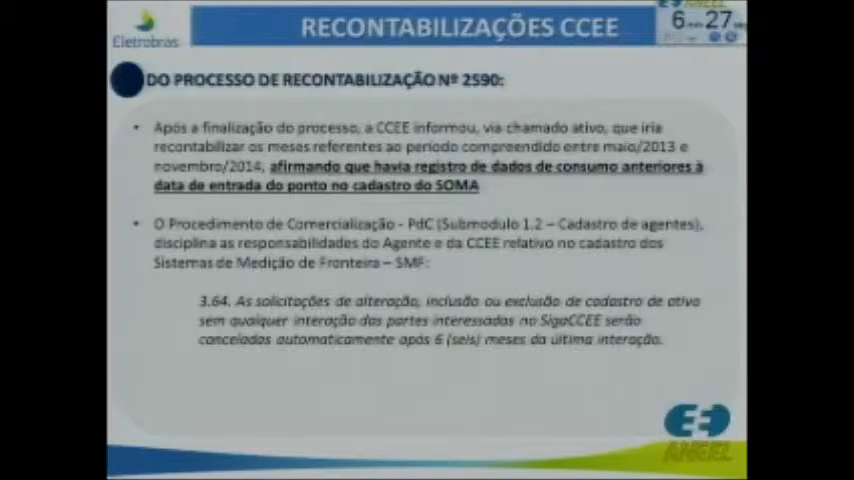 Eletrobras
RECONTABILIZAÇÕES CCEE
ANEEL
6 min 27 seg
DO PROCESSO DE RECONTABILIZAÇÃO Nº 2590:
• Após a finalização do processo, a CCEE informou, via chamado ativo, que iria
recontabilizar os meses referentes ao período compreendido entre maio/2013 e
novembro/2014, afirmando que havia registro de dados de consumo anteriores à
data de entrada do ponto no cadastro do SOMA
• O Procedimento de Comercialização - PdC (Submodulo 1.2 – Cadastro de agentes),
disciplina as responsabilidades do Agente e da CCEE relativo no cadastro dos
Sistemas de Medição de Fronteira – SMF:
3.64. As solicitações de alteração, inclusão ou exclusão de cadastro de ativo
sem qualquer interação das partes interessadas no SigaCCEE serão
canceladas automaticamente após 6 (seis) meses da última interação.
ANEEL